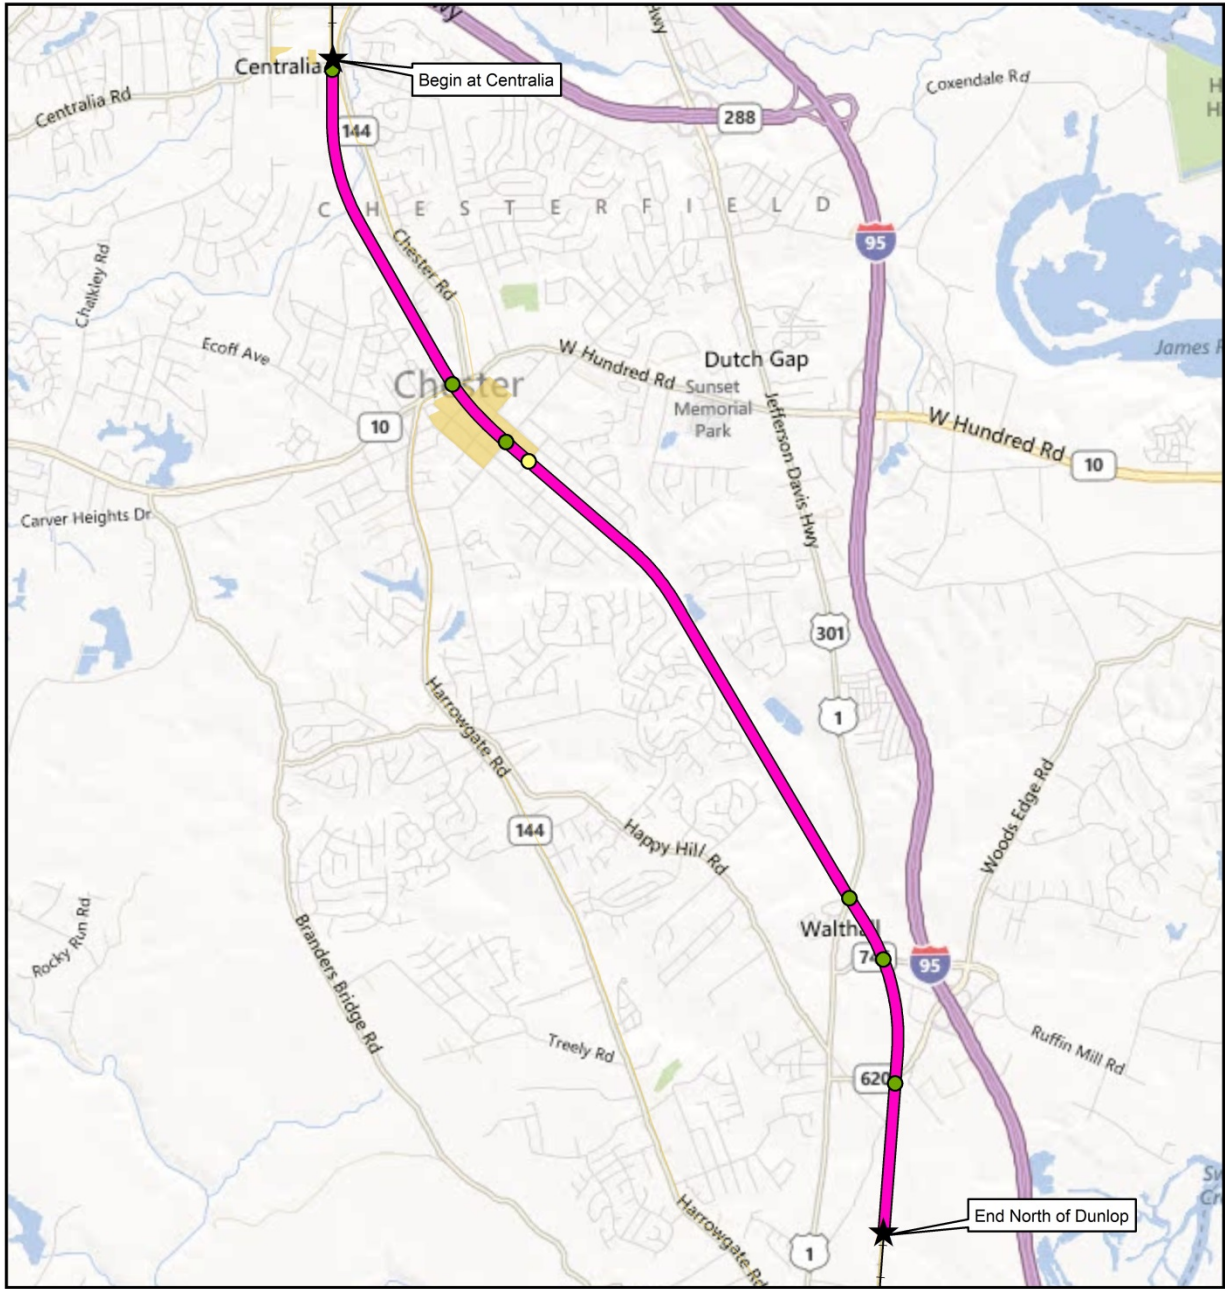 Hwy
Centralia
Begin at Centralia
Coxendale Rd
Centralia Rd
288
144
C H E S T E R F I E L D
95
Chester Rd
Chalkley Rd
Ecoff Ave
W Hundred Rd
Dutch Gap
James
Chester
Sunset
Memorial
Park
10
Jefferson Davis Hwy
W Hundred Rd
10
Carver Heights Dr
301
1
Harrowgate Rd
Woods Edge Rd
144
Happy Hill Rd
Rocky Run Rd
Branders Bridge Rd
Walthall
95
Treely Rd
Ruffin Mill Rd
620
Harrowgate Rd
End North of Dunlop
1